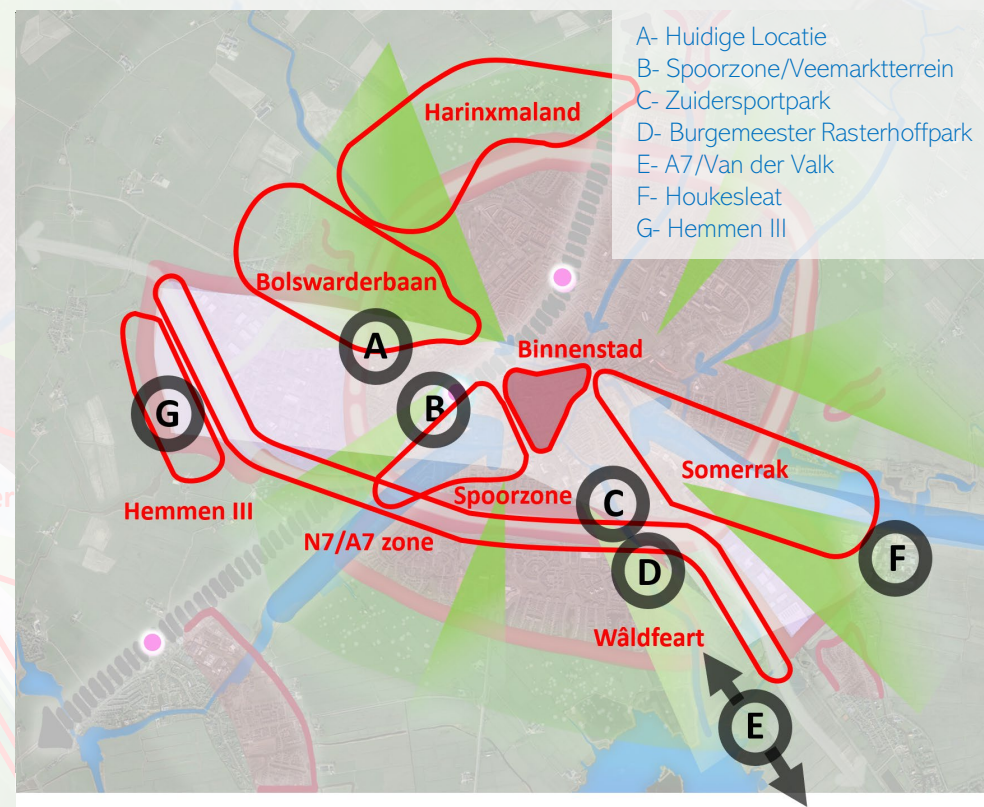 A- Huidige Locatie
B- Spoorzone/Veemarktterrein
C- Zuidersportpark
D- Burgemeester Rasterhoffpark
E- A7/Van der Valk
F- Houkesleat
G- Hemmen III
Harinxmaland
Bolswarderbaan
A
Binnenstad
B
G
Somerrak
Spoorzone
C
Hemmen III
N7/A7 zone
F
D
Wâldfeart
E